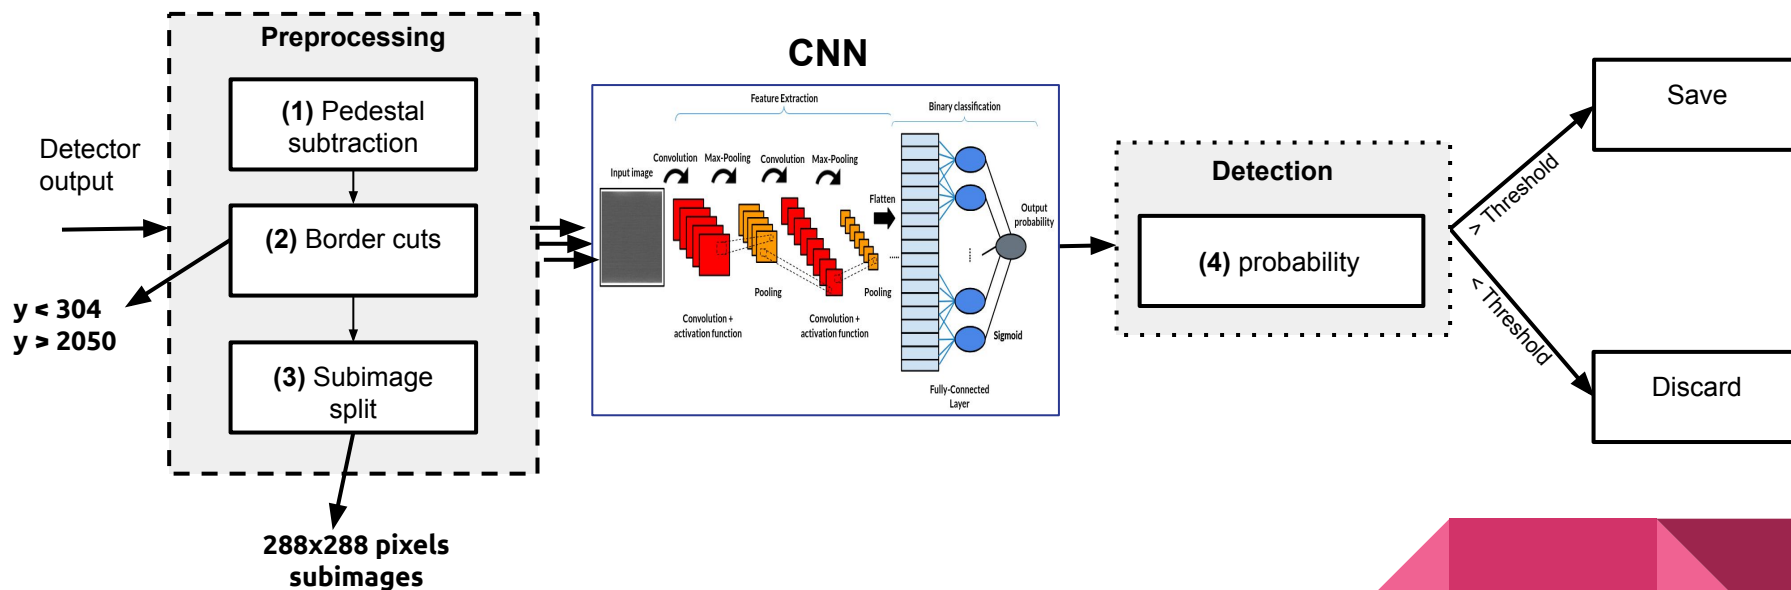 Preprocessing
(1) Pedestal
subtraction
Detector
output
(2) Border cuts
y < 304
y > 2050
(3) Subimage
split
288x288 pixels
subimages
CNN
Feature Extraction
Binary classification
Input image
Convolution
Max-Pooling
Convolution
Max-Pooling
Flatten
Output
probability
.....
.....
Pooling
Pooling
Convolution +
activation function
Convolution +
activation function
Sigmoid
Fully-Connected
Layer
Detection
(4) probability
> Threshold
< Threshold
Save
Discard